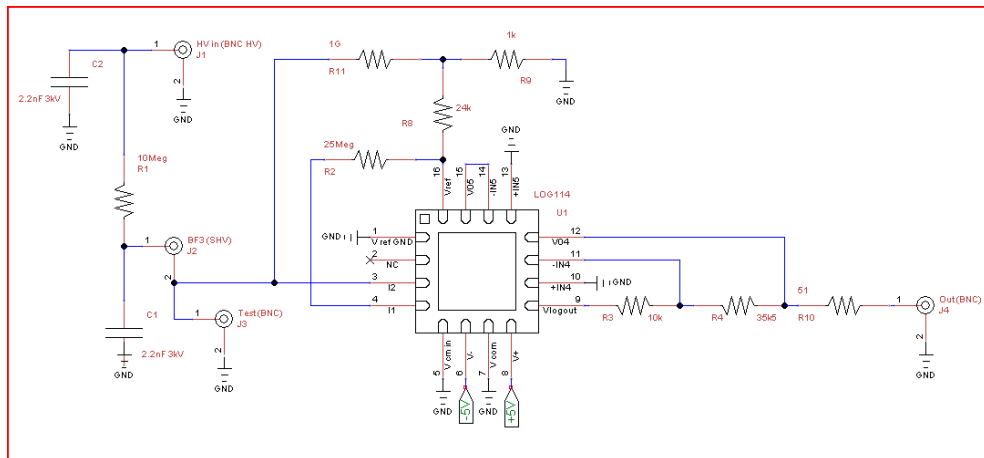 C2
2.2nF 3kV
GND
1
HV in (BNC HV)
J1
2
GND
10Meg
R1
1
BF3 (SHV)
J2
2
C1
2.2nF 3kV
GND
1
Test(BNC)
J3
2
GND
1G
R11
1k
R9
GND
24k
R8
25Meg
R2
GND
16
Vref
15
VO5
14
-IN5
13
+IN5
LOG114
U1
GND
1
Vref GND
2
NC
3
I2
4
I1
12
VO4
11
-IN4
10
+IN4
GND
9
Vlogout
5
Vcom in
6
V-
7
Vcom
8
V+
GND
-5V
GND
+5V
R3
10k
R4
35k5
51
R10
1
Out(BNC)
J4
2
GND